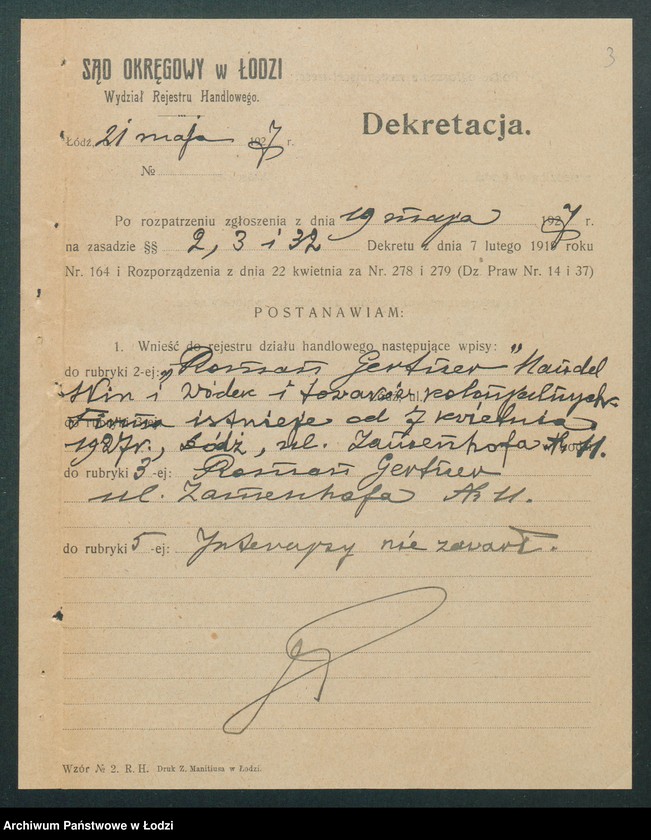 3
SĄD OKRĘGOWY w ŁODZI
Wydział Rejestru Handlowego.
Dekretacja.
Łódź, 21 maja 1927 r.
№
Po rozpatrzeniu zgłoszenia z dnia 19 maja 1927 r.
na zasadzie §§ 2, 3 i 32 Dekretu z dnia 7 lutego 1919 roku
Nr. 164 i Rozporządzenia z dnia 22 kwietnia za Nr. 278 i 279 (Dz. Praw Nr. 14 i 37)
POSTANAWIAM:
1. Wnieść do rejestru działu handlowego następujące wpisy:
do rubryki 2-ej: „Roman Gertner" Handel
Win i Wódek i towarów kolonjalnych
Firma istnieje od 7 kwietnia
1927 r., Łódź, ul. Zamenhofa № 11.
do rubryki 3-ej: Roman Gertner
ul. Zamenhofa № 11.
do rubryki 5-ej: Intercyzy nie zawarł.
Wzór № 2. R. H. Druk Z. Manitiusa w Łodzi.
Archiwum Państwowe w Łodzi